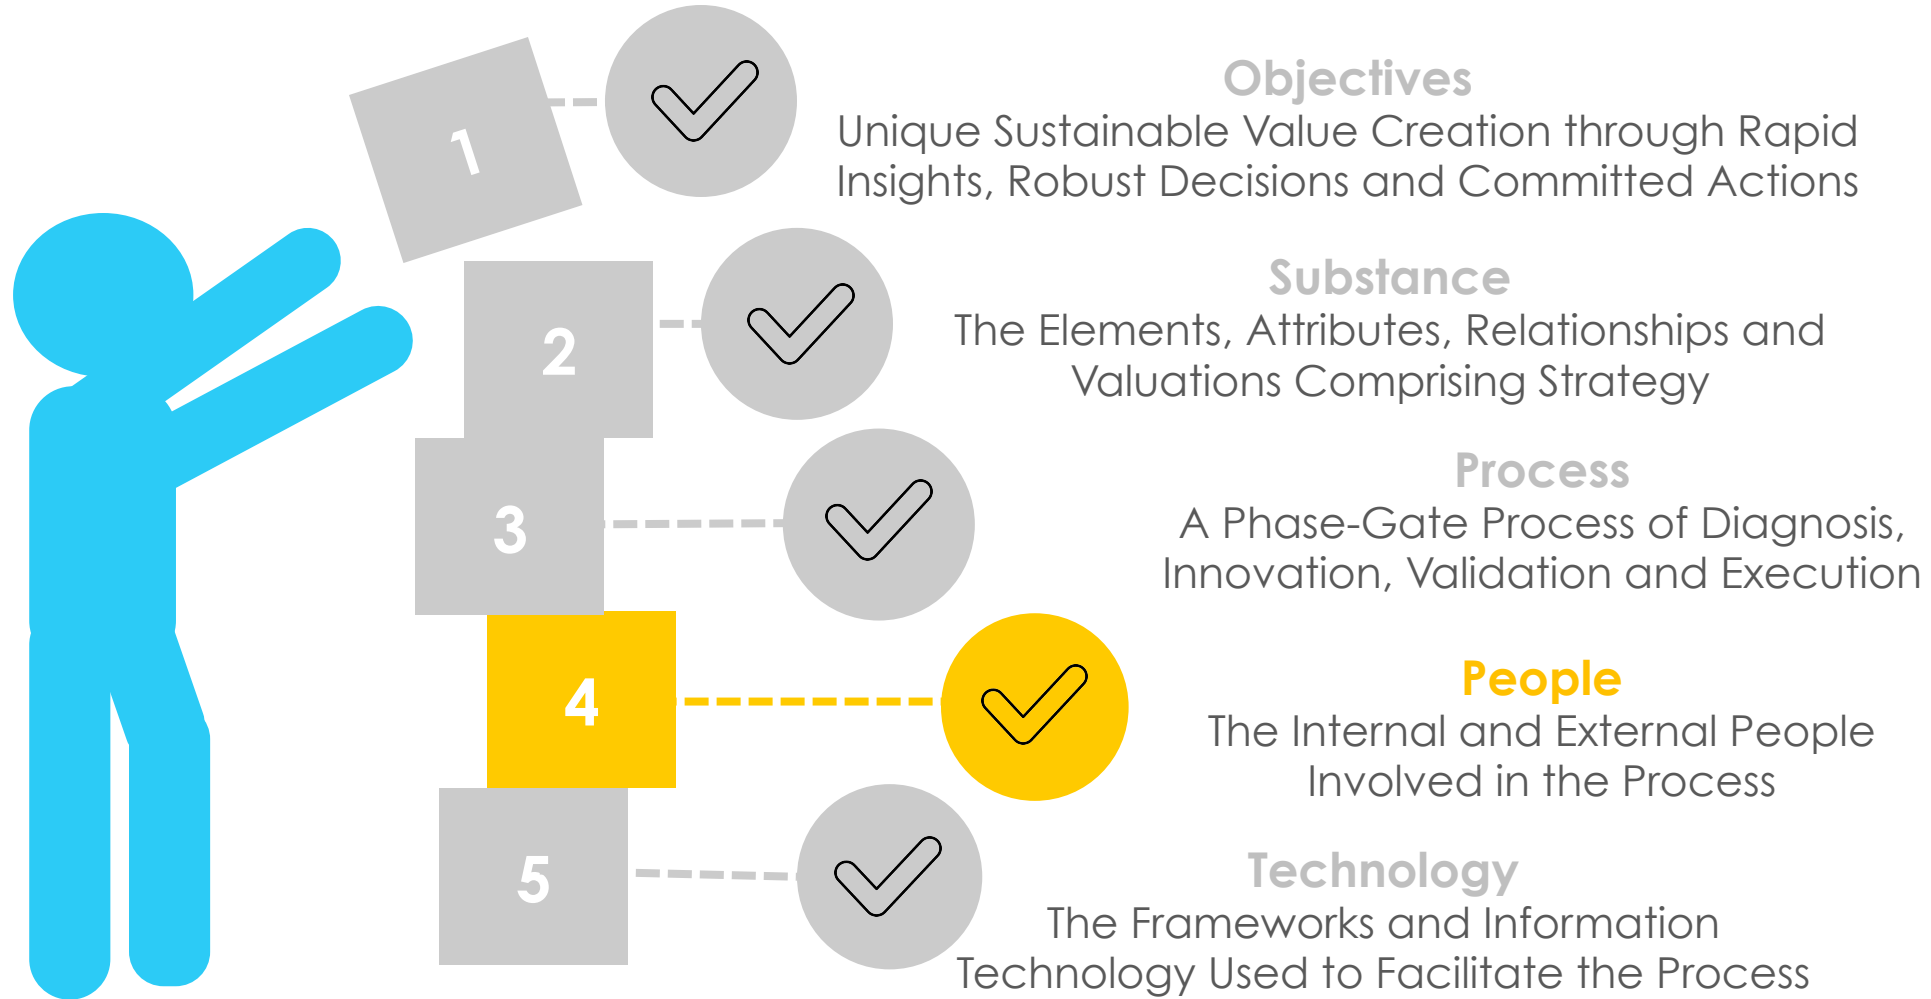 1
Objectives
Unique Sustainable Value Creation through Rapid
Insights, Robust Decisions and Committed Actions
2
Substance
The Elements, Attributes, Relationships and
Valuations Comprising Strategy
3
Process
A Phase-Gate Process of Diagnosis,
Innovation, Validation and Execution
4
People
The Internal and External People
Involved in the Process
5
Technology
The Frameworks and Information
Technology Used to Facilitate the Process